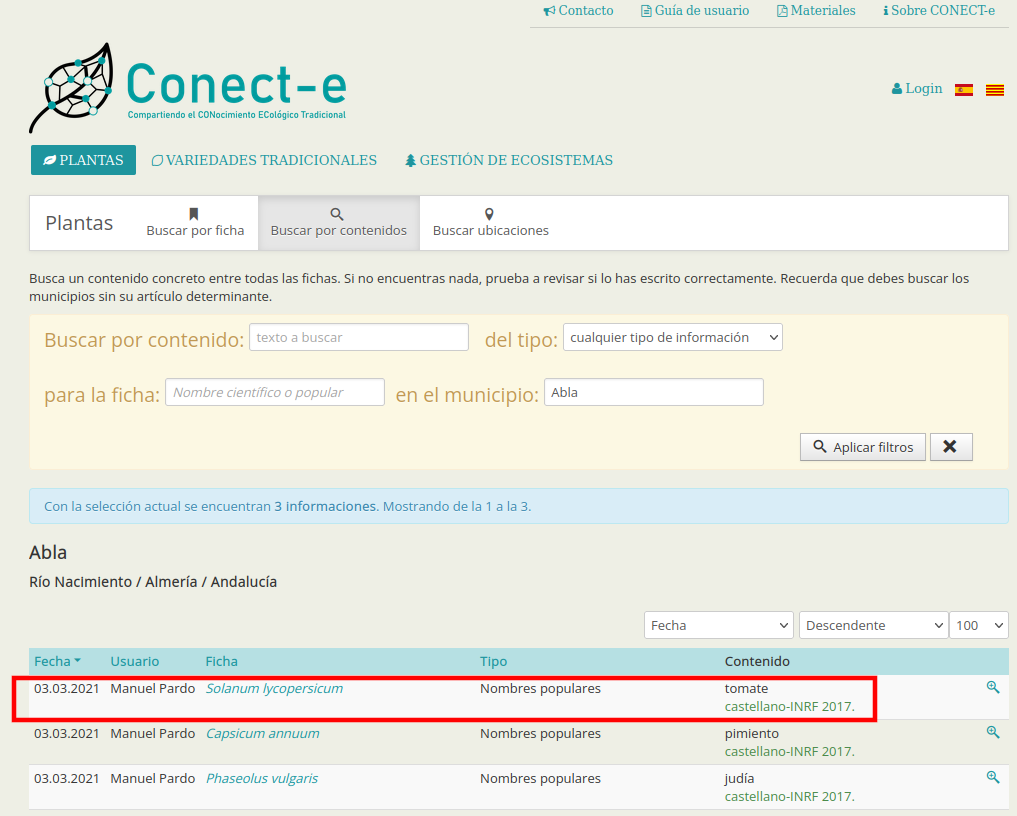 Contacto Guía de usuario Materiales Sobre CONECT-e
Conect-e
Compartiendo el CONocimiento ECológico Tradicional
Login
PLANTAS VARIEDADES TRADICIONALES GESTIÓN DE ECOSISTEMAS
Plantas Buscar por ficha Buscar por contenidos Buscar ubicaciones
Busca un contenido concreto entre todas las fichas. Si no encuentras nada, prueba a revisar si lo has escrito correctamente. Recuerda que debes buscar los
municipios sin su artículo determinante.
Buscar por contenido: texto a buscar del tipo: cualquier tipo de información
para la ficha: Nombre científico o popular en el municipio: Abla
Aplicar filtros
Con la selección actual se encuentran 3 informaciones. Mostrando de la 1 a la 3.
Abla
Río Nacimiento / Almería / Andalucía
Fecha Descendente 100
Fecha Usuario Ficha Tipo Contenido
03.03.2021 Manuel Pardo Solanum lycopersicum Nombres populares tomate
castellano-INRF 2017.
03.03.2021 Manuel Pardo Capsicum annuum Nombres populares pimiento
castellano-INRF 2017.
03.03.2021 Manuel Pardo Phaseolus vulgaris Nombres populares judía
castellano-INRF 2017.